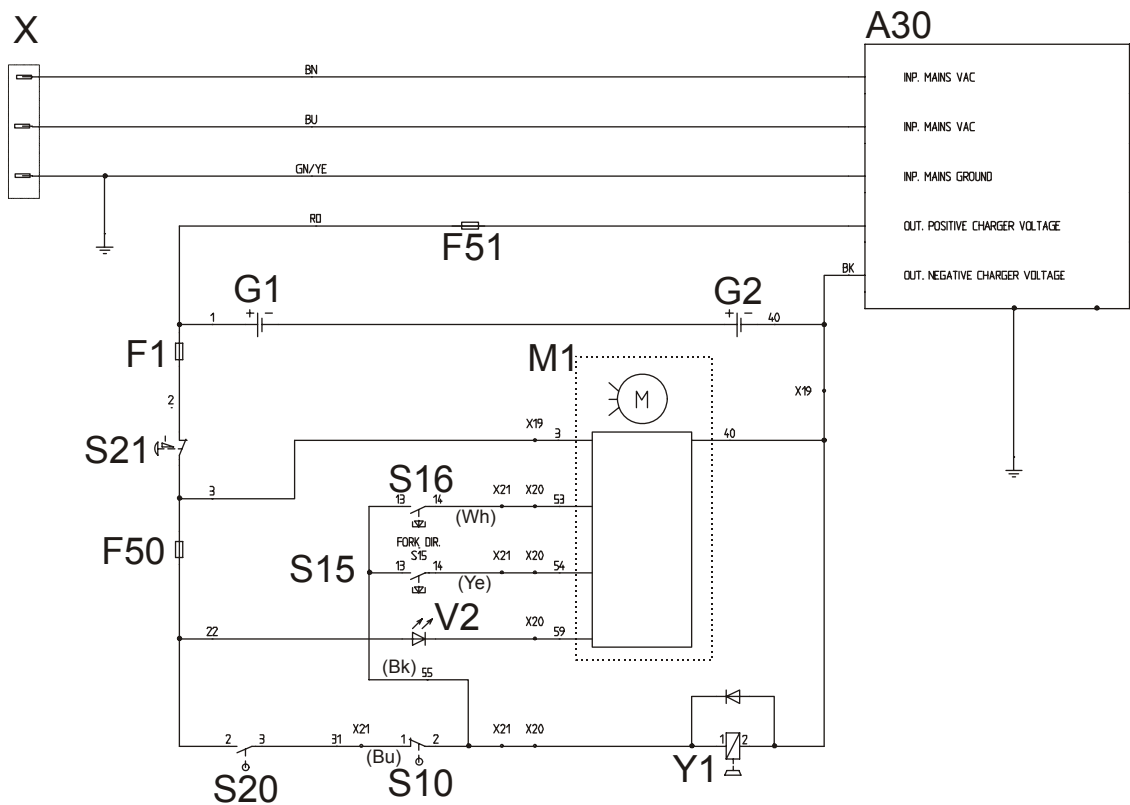 X
A30
BN
INP. MAINS VAC
BU
INP. MAINS VAC
GN/YE
INP. MAINS GROUND
RD
F51
OUT. POSITIVE CHARGER VOLTAGE
BK
OUT. NEGATIVE CHARGER VOLTAGE
G1
G2
1
+ -
+ -
40
F1
M1
M
2
X19
S21
X19
3
40
3
S16
13
14
X21
X20
53
(Wh)
F50
FORK DIR.
S15
S15
13
14
X21
X20
54
(Ye)
V2
22
X20
59
(Bk)
55
2
3
31
X21
1
2
X21
X20
1
2
(Bu)
S20
S10
Y1